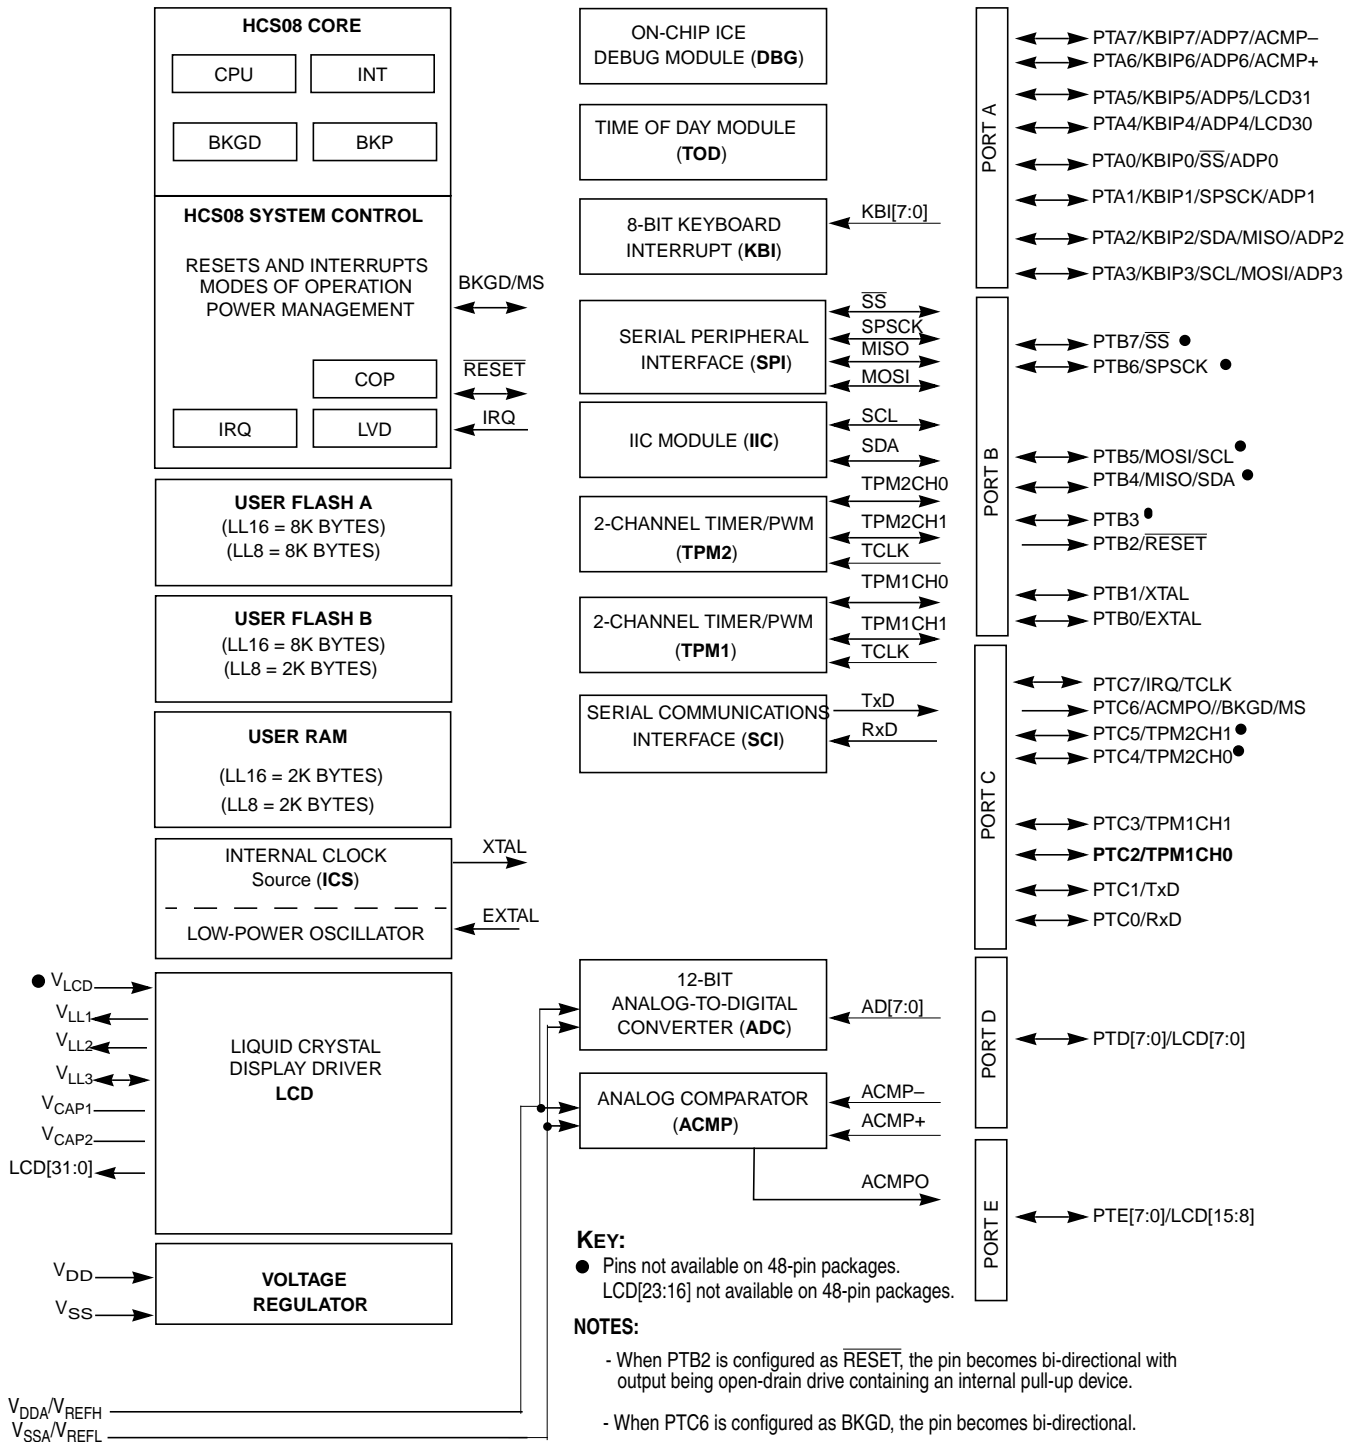 HCS08 CORE
CPU
INT
BKGD
BKP
HCS08 SYSTEM CONTROL
RESETS AND INTERRUPTS
MODES OF OPERATION
POWER MANAGEMENT
COP
IRQ
LVD
BKGD/MS
RESET
IRQ
USER FLASH A
(LL16 = 8K BYTES)
(LL8 = 8K BYTES)
USER FLASH B
(LL16 = 8K BYTES)
(LL8 = 2K BYTES)
USER RAM
(LL16 = 2K BYTES)
(LL8 = 2K BYTES)
INTERNAL CLOCK
Source (ICS)
LOW-POWER OSCILLATOR
XTAL
EXTAL
● VLCD
VLL1
VLL2
VLL3
VCAP1
VCAP2
LCD[31:0]
LIQUID CRYSTAL
DISPLAY DRIVER
LCD
VDD
VSS
VOLTAGE
REGULATOR
VDDA/VREFH
VSSA/VREFL
ON-CHIP ICE
DEBUG MODULE (DBG)
TIME OF DAY MODULE
(TOD)
8-BIT KEYBOARD
INTERRUPT (KBI)
KBI[7:0]
SERIAL PERIPHERAL
INTERFACE (SPI)
SS
SPSCK
MISO
MOSI
IIC MODULE (IIC)
SCL
SDA
2-CHANNEL TIMER/PWM
(TPM2)
TPM2CH0
TPM2CH1
TCLK
2-CHANNEL TIMER/PWM
(TPM1)
TPM1CH0
TPM1CH1
TCLK
SERIAL COMMUNICATIONS
INTERFACE (SCI)
TxD
RxD
12-BIT
ANALOG-TO-DIGITAL
CONVERTER (ADC)
AD[7:0]
ANALOG COMPARATOR
(ACMP)
ACMP–
ACMP+
ACMPO
PORT A
PTA7/KBIP7/ADP7/ACMP–
PTA6/KBIP6/ADP6/ACMP+
PTA5/KBIP5/ADP5/LCD31
PTA4/KBIP4/ADP4/LCD30
PTA0/KBIP0/SS/ADP0
PTA1/KBIP1/SPSCK/ADP1
PTA2/KBIP2/SDA/MISO/ADP2
PTA3/KBIP3/SCL/MOSI/ADP3
PORT B
PTB7/SS ●
PTB6/SPSCK ●
PTB5/MOSI/SCL ●
PTB4/MISO/SDA ●
PTB3 ●
PTB2/RESET
PTB1/XTAL
PTB0/EXTAL
PORT C
PTC7/IRQ/TCLK
PTC6/ACMPO//BKGD/MS
PTC5/TPM2CH1 ●
PTC4/TPM2CH0 ●
PTC3/TPM1CH1
PTC2/TPM1CH0
PTC1/TxD
PTC0/RxD
PORT D
PTD[7:0]/LCD[7:0]
PORT E
PTE[7:0]/LCD[15:8]
KEY:
● Pins not available on 48-pin packages.
LCD[23:16] not available on 48-pin packages.
NOTES:
- When PTB2 is configured as RESET, the pin becomes bi-directional with
output being open-drain drive containing an internal pull-up device.
- When PTC6 is configured as BKGD, the pin becomes bi-directional.